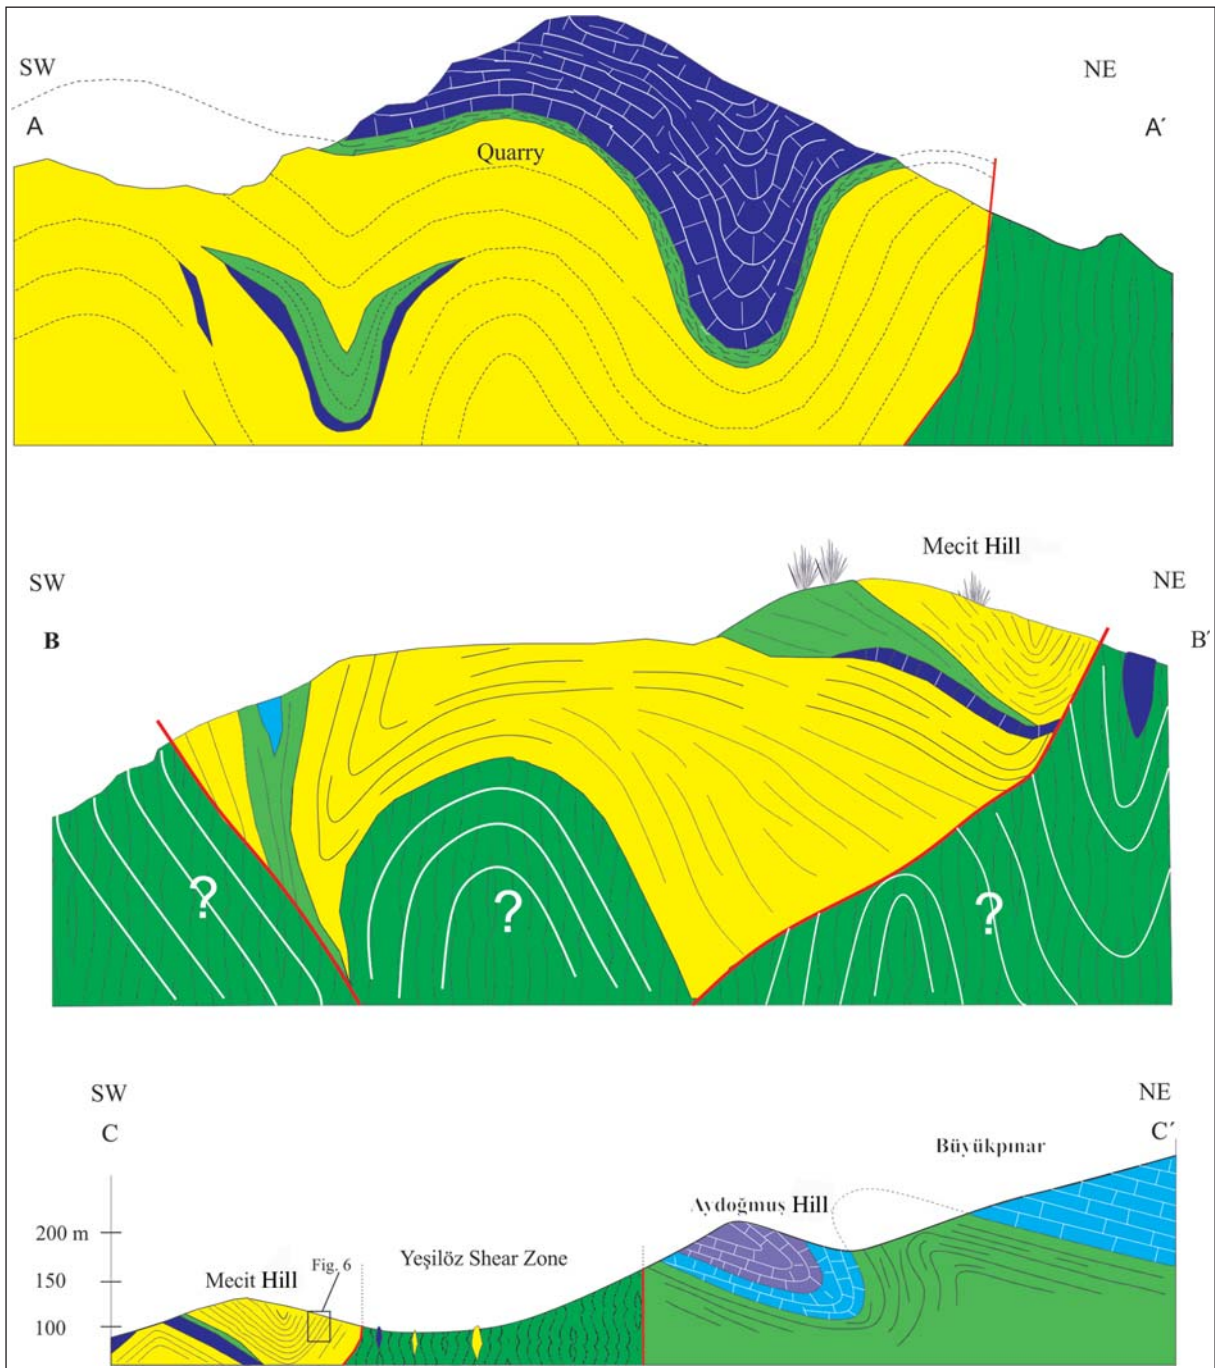 SW
NE
A
A′
Quarry
Mecit Hill
SW
NE
B
B′
?
?
?
SW
NE
C
C′
Büyükpınar
Aydoğmuş Hill
200 m
Yeşilöz Shear Zone
Fig. 6
Mecit Hill
150
100